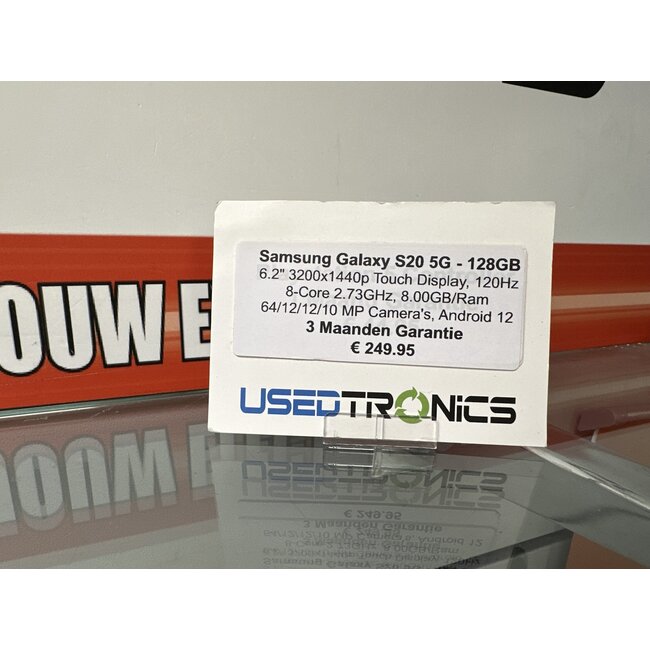 Samsung Galaxy S20 5G - 128GB
6.2" 3200x1440p Touch Display, 120Hz
8-Core 2.73GHz, 8.00GB/Ram
64/12/12/10 MP Camera's, Android 12
3 Maanden Garantie
€ 249.95
USEDTRONiCS
OUW E